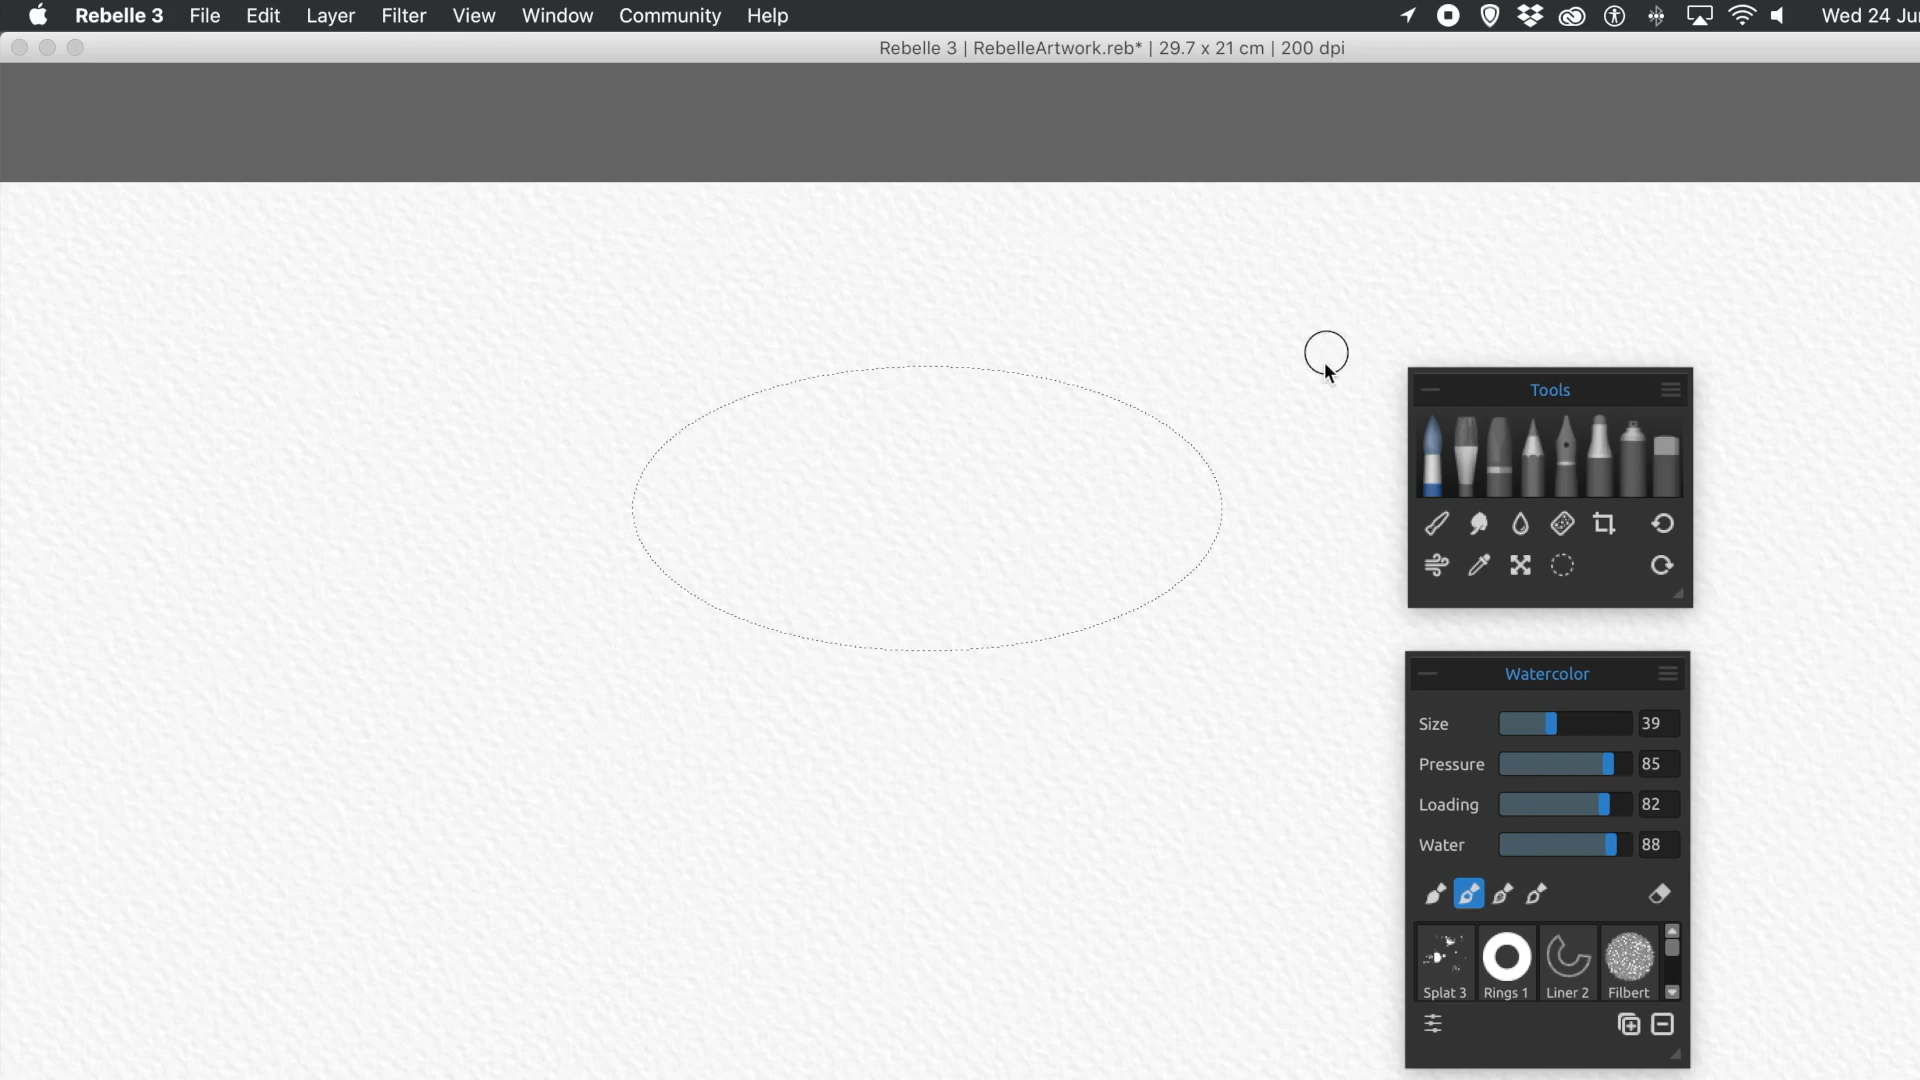 Rebelle 3 File Edit Layer Filter View Window Community Help Wed 24 Ju
Rebelle 3 | RebelleArtwork.reb* | 29.7 x 21 cm | 200 dpi
Tools
Watercolor
Size 39
Pressure 85
Loading 82
Water 88
Splat 3 Rings 1 Liner 2 Filbert